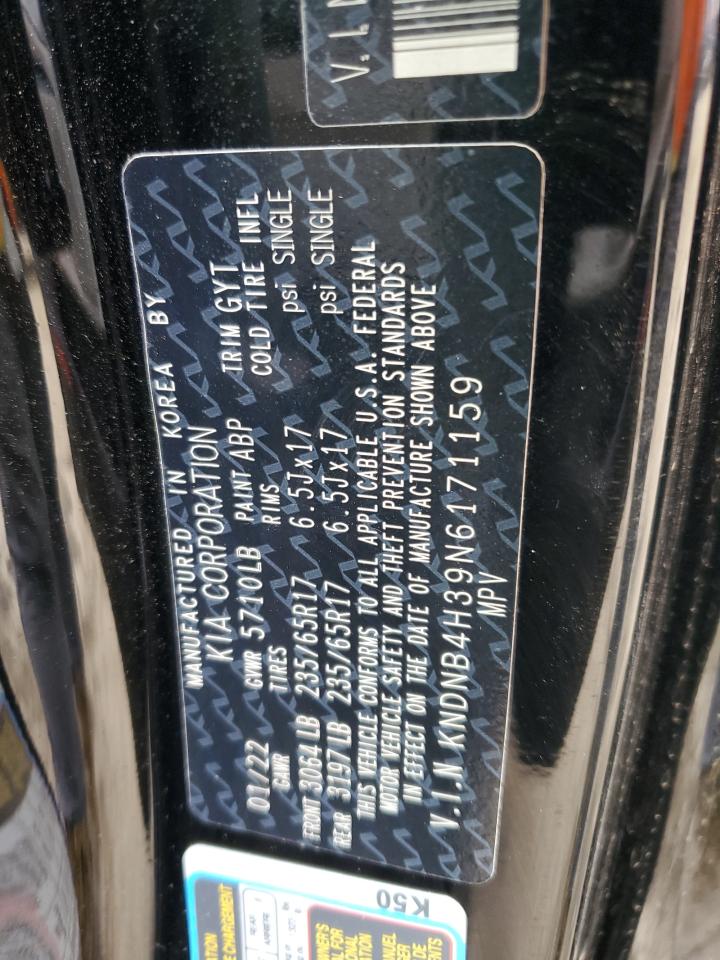 MANUFACTURED IN KOREA BY
KIA CORPORATION
01/22 GVWR 5710LB PAINT ABP TRIM GYT
GAWR TIRES RIMS COLD TIRE INFL
FRONT 3064LB 235/65R17 6.5Jx17 psi SINGLE
REAR 3197LB 235/65R17 6.5Jx17 psi SINGLE
THIS VEHICLE CONFORMS TO ALL APPLICABLE U.S.A. FEDERAL
MOTOR VEHICLE SAFETY AND THEFT PREVENTION STANDARDS
IN EFFECT ON THE DATE OF MANUFACTURE SHOWN ABOVE
V.I.N KNDNB4H39N6171159
MPV
V.I.N
K50